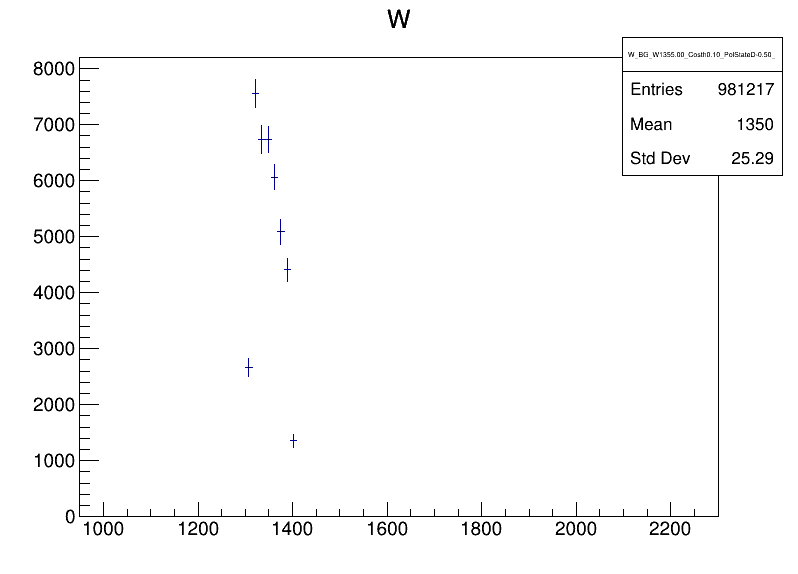 W
W_BG_W1355.00_Costh0.10_PolStateD-0.50_
Entries 981217
Mean 1350
Std Dev 25.29
8000
7000
6000
5000
4000
3000
2000
1000
0
1000 1200 1400 1600 1800 2000 2200